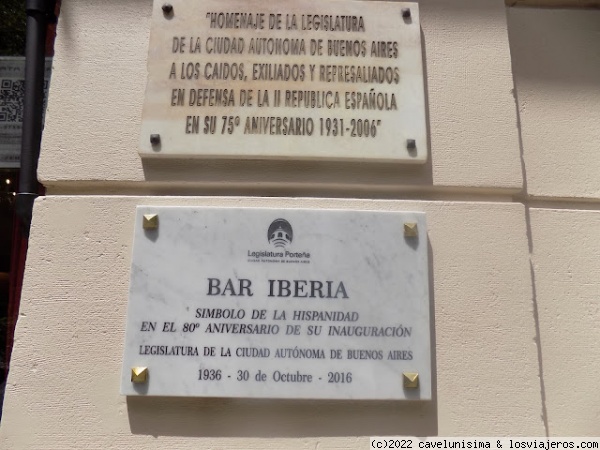 "HOMENAJE DE LA LEGISLATURA
DE LA CIUDAD AUTONOMA DE BUENOS AIRES
A LOS CAIDOS, EXILIADOS Y REPRESALIADOS
EN DEFENSA DE LA II REPUBLICA ESPAÑOLA
EN SU 75º ANIVERSARIO 1931-2006"
Legislatura Porteña
BAR IBERIA
SIMBOLO DE LA HISPANIDAD
EN EL 80º ANIVERSARIO DE SU INAUGURACIÓN
LEGISLATURA DE LA CIUDAD AUTÓNOMA DE BUENOS AIRES
1936 - 30 de Octubre - 2016
(c)2022 cavelunisima & losviajeros.com